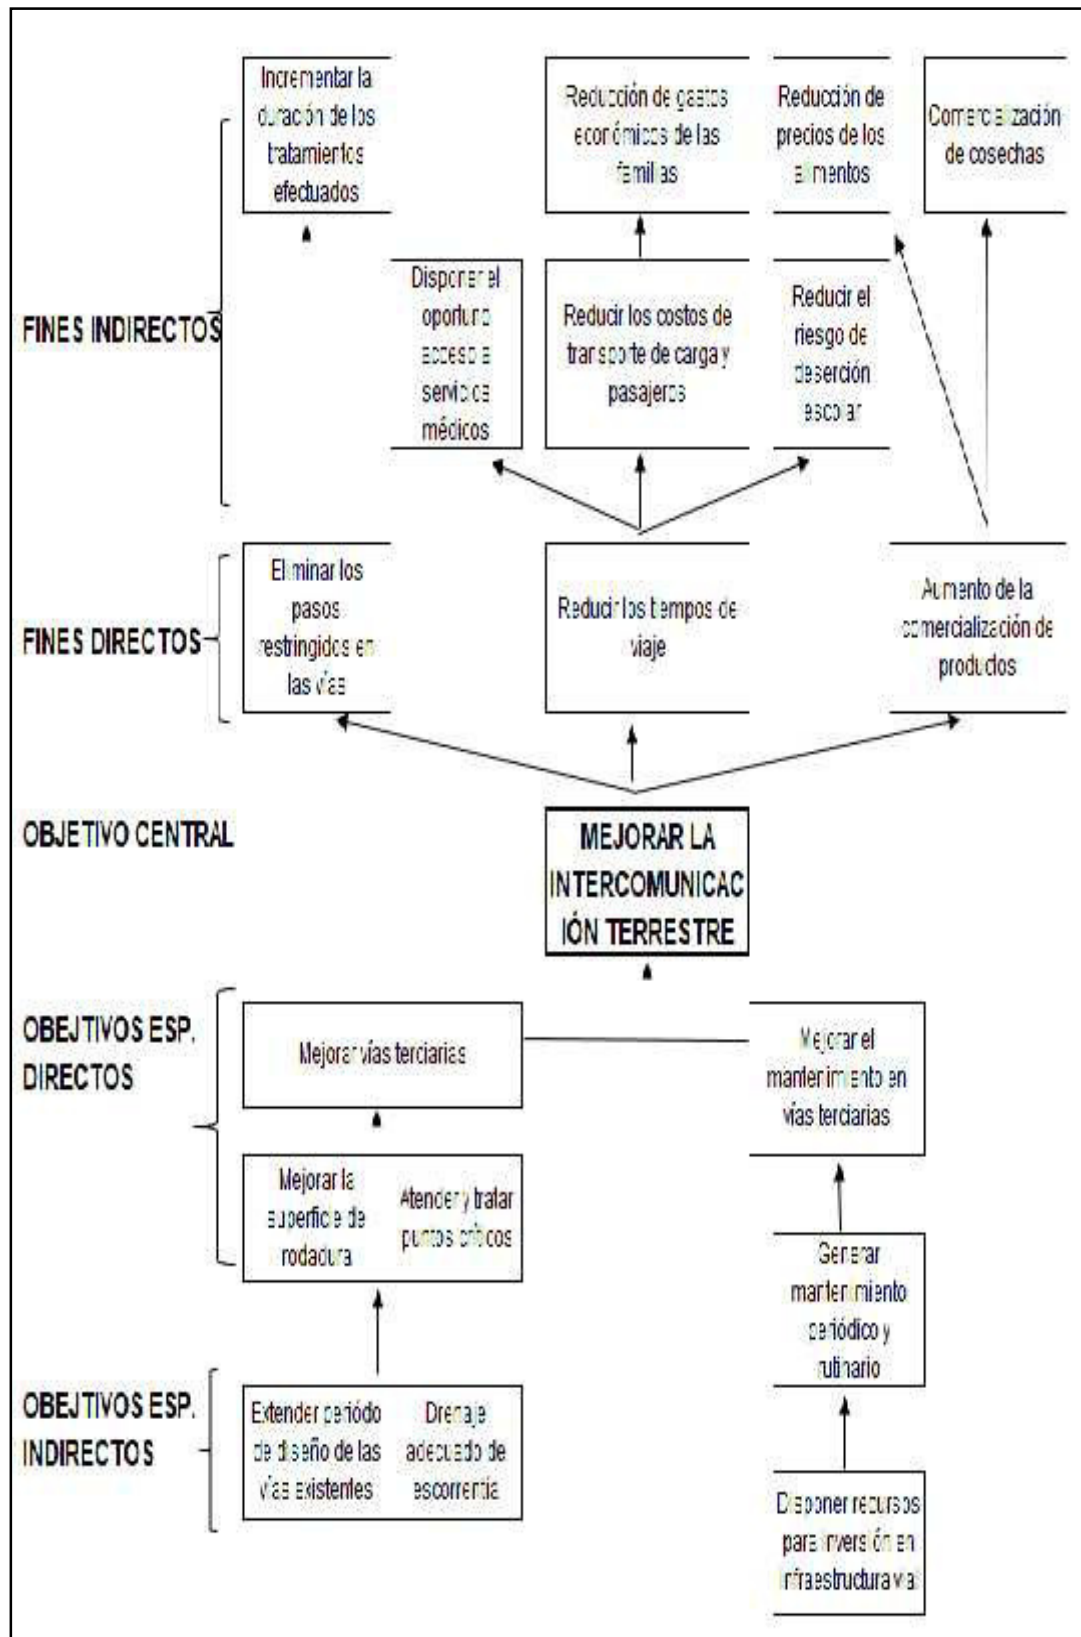 Incrementar la
duración de los
tratamientos
efectuados
Reducción de gastos
económicos de las
familias
Reducción de
precios de los
alimentos
Comercialización
de cosechas
FINES INDIRECTOS
Disponer el
oportuno
acceso a
servicios
médicos
Reducir los costos de
transporte de carga y
pasajeros
Reducir el
riesgo de
deserción
escolar
FINES DIRECTOS
Eliminar los
pasos
restringidos en
las vías
Reducir los tiempos de
viaje
Aumento de la
comercialización de
productos
OBJETIVO CENTRAL
MEJORAR LA
INTERCOMUNICAC
IÓN TERRESTRE
OBEJTIVOS ESP.
DIRECTOS
Mejorar vías terciarias
Mejorar el
mantenimiento en
vías terciarias
Mejorar la
superficie de
rodadura
Atender y tratar
puntos críticos
Generar
mantenimiento
periódico y
rutinario
OBEJTIVOS ESP.
INDIRECTOS
Extender periódo
de diseño de las
vías existentes
Drenaje
adecuado de
escorrentía
Disponer recursos
para inversión en
infraestructura vial